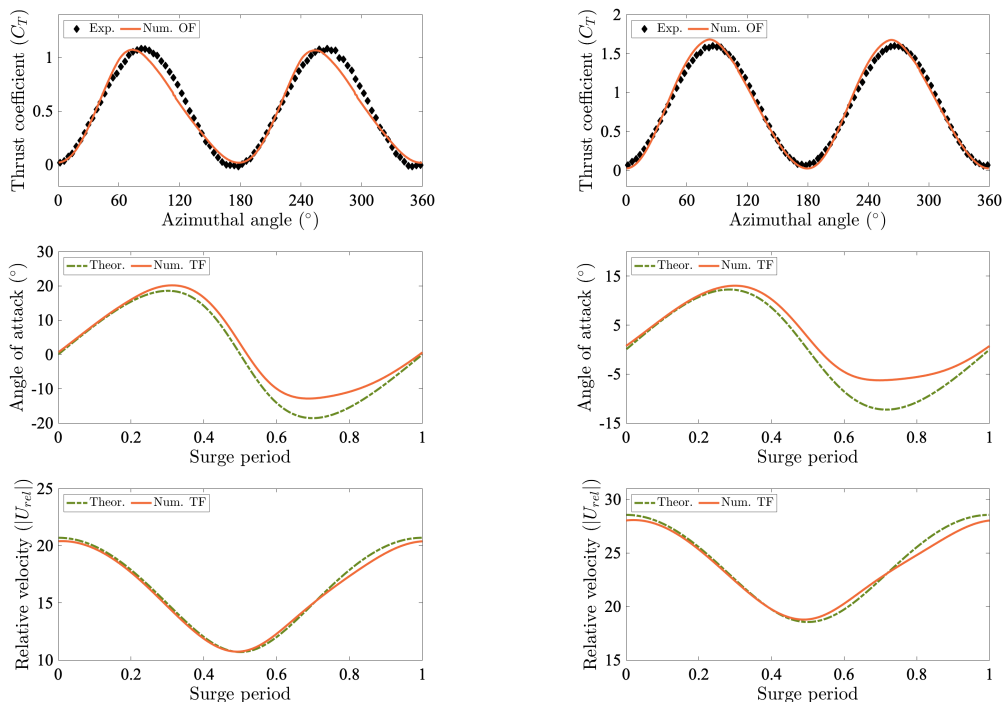 Thrust coefficient (C_T)
Exp. Num. OF
1
0.5
0
0 60 120 180 240 300 360
Azimuthal angle (°)
Thrust coefficient (C_T)
Exp. Num. OF
2
1.5
1
0.5
0
0 60 120 180 240 300 360
Azimuthal angle (°)
Angle of attack (°)
Theor. Num. TF
30
20
10
0
-10
-20
0 0.2 0.4 0.6 0.8 1
Surge period
Angle of attack (°)
Theor. Num. TF
15
5
-5
-15
0 0.2 0.4 0.6 0.8 1
Surge period
Relative velocity (|U_rel|)
Theor. Num. TF
25
20
15
10
0 0.2 0.4 0.6 0.8 1
Surge period
Relative velocity (|U_rel|)
Theor. Num. TF
30
25
20
15
0 0.2 0.4 0.6 0.8 1
Surge period